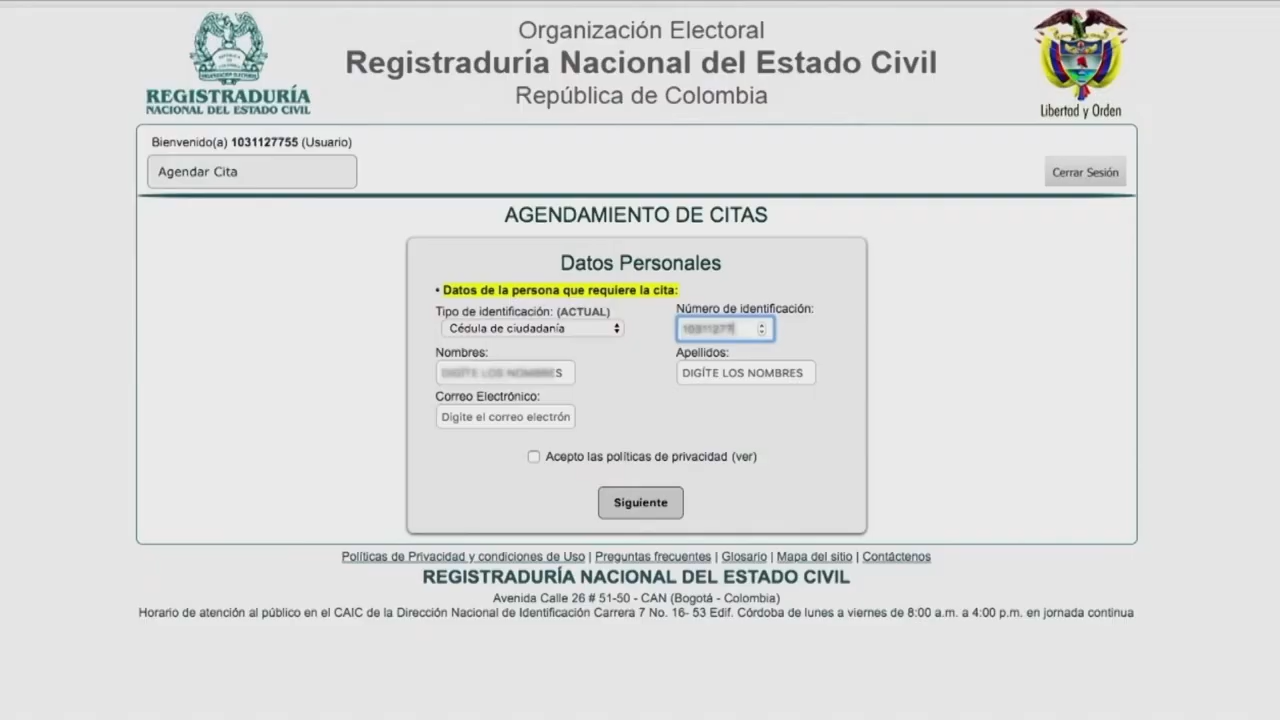 Organización Electoral
Registraduría Nacional del Estado Civil
República de Colombia
REGISTRADURÍA
NACIONAL DEL ESTADO CIVIL
Libertad y Orden
Bienvenido(a) 1031127755 (Usuario)
Agendar Cita
Cerrar Sesión
AGENDAMIENTO DE CITAS
Datos Personales
• Datos de la persona que requiere la cita:
Tipo de identificación: (ACTUAL)
Número de identificación:
Cédula de ciudadanía
Nombres:
Apellidos:
DIGÍTE LOS NOMBRES
Correo Electrónico:
Digite el correo electrón
Acepto las políticas de privacidad (ver)
Siguiente
Políticas de Privacidad y condiciones de Uso | Preguntas frecuentes | Glosario | Mapa del sitio | Contáctenos
REGISTRADURÍA NACIONAL DEL ESTADO CIVIL
Avenida Calle 26 # 51-50 - CAN (Bogotá - Colombia)
Horario de atención al público en el CAIC de la Dirección Nacional de Identificación Carrera 7 No. 16- 53 Edif. Córdoba de lunes a viernes de 8:00 a.m. a 4:00 p.m. en jornada continua